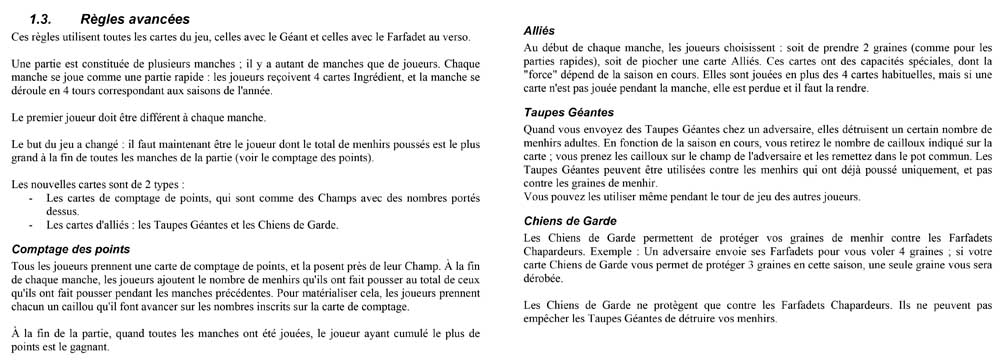 1.3. Règles avancées
Ces règles utilisent toutes les cartes du jeu, celles avec le Géant et celles avec le Farfadet au verso.
Une partie est constituée de plusieurs manches ; il y a autant de manches que de joueurs. Chaque
manche se joue comme une partie rapide : les joueurs reçoivent 4 cartes Ingrédient, et la manche se
déroule en 4 tours correspondant aux saisons de l'année.
Le premier joueur doit être différent à chaque manche.
Le but du jeu a changé : il faut maintenant être le joueur dont le total de menhirs poussés est le plus
grand à la fin de toutes les manches de la partie (voir le comptage des points).
Les nouvelles cartes sont de 2 types :
- Les cartes de comptage de points, qui sont comme des Champs avec des nombres portés
dessus.
- Les cartes d'alliés : les Taupes Géantes et les Chiens de Garde.
Comptage des points
Tous les joueurs prennent une carte de comptage de points, et la posent près de leur Champ. À la fin
de chaque manche, les joueurs ajoutent le nombre de menhirs qu'ils ont fait pousser au total de ceux
qu'ils ont fait pousser pendant les manches précédentes. Pour matérialiser cela, les joueurs prennent
chacun un caillou qu'il font avancer sur les nombres inscrits sur la carte de comptage.
À la fin de la partie, quand toutes les manches ont été jouées, le joueur ayant cumulé le plus de
points est le gagnant.
Alliés
Au début de chaque manche, les joueurs choisissent : soit de prendre 2 graines (comme pour les
parties rapides), soit de piocher une carte Alliés. Ces cartes ont des capacités spéciales, dont la
"force" dépend de la saison en cours. Elles sont jouées en plus des 4 cartes habituelles, mais si une
carte n'est pas jouée pendant la manche, elle est perdue et il faut la rendre.
Taupes Géantes
Quand vous envoyez des Taupes Géantes chez un adversaire, elles détruisent un certain nombre de
menhirs adultes. En fonction de la saison en cours, vous retirez le nombre de cailloux indiqué sur la
carte ; vous prenez les cailloux sur le champ de l'adversaire et les remettez dans le pot commun. Les
Taupes Géantes peuvent être utilisées contre les menhirs qui ont déjà poussé uniquement, et pas
contre les graines de menhir.
Vous pouvez les utiliser même pendant le tour de jeu des autres joueurs.
Chiens de Garde
Les Chiens de Garde permettent de protéger vos graines de menhir contre les Farfadets
Chapardeurs. Exemple : Un adversaire envoie ses Farfadets pour vous voler 4 graines ; si votre
carte Chiens de Garde vous permet de protéger 3 graines en cette saison, une seule graine vous sera
dérobée.
Les Chiens de Garde ne protègent que contre les Farfadets Chapardeurs. Ils ne peuvent pas
empêcher les Taupes Géantes de détruire vos menhirs.